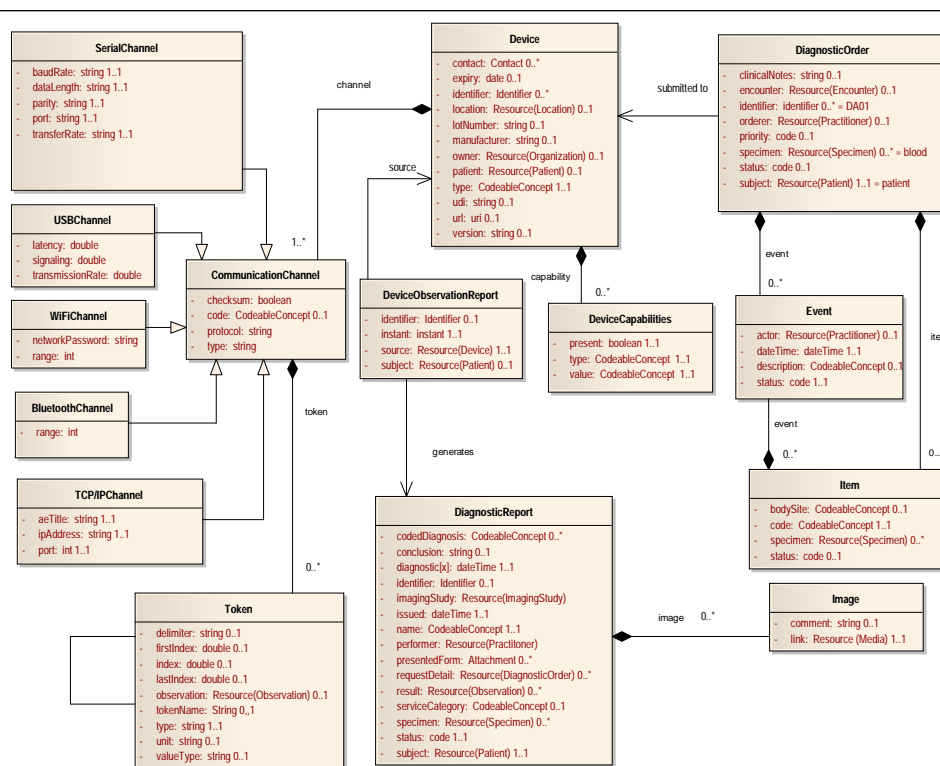 SerialChannel
- baudRate: string 1..1
- dataLength: string 1..1
- parity: string 1..1
- port: string 1..1
- transferRate: string 1..1
USBChannel
- latency: double
- signaling: double
- transmissionRate: double
WiFiChannel
- networkPassword: string
- range: int
BluetoothChannel
- range: int
TCP/IPChannel
- aeTitle: string 1..1
- ipAddress: string 1..1
- port: int 1..1
CommunicationChannel
- checksum: boolean
- code: CodeableConcept 0..1
- protocol: string
- type: string
channel
1..*
token
0..*
Token
- delimiter: string 0..1
- firstIndex: double 0..1
- index: double 0..1
- lastIndex: double 0..1
- observation: Resource(Observation) 0..1
- tokenName: String 0,,1
- type: string 1..1
- unit: string 0..1
- valueType: string 0..1
Device
- contact: Contact 0..*
- expiry: date 0..1
- identifier: Identifier 0..*
- location: Resource(Location) 0..1
- lotNumber: string 0..1
- manufacturer: string 0..1
- owner: Resource(Organization) 0..1
- patient: Resource(Patient) 0..1
- type: CodeableConcept 1..1
- udi: string 0..1
- url: uri 0..1
- version: string 0..1
source
submitted to
capability
0..*
DeviceObservationReport
- identifier: Identifier 0..1
- instant: instant 1..1
- source: Resource(Device) 1..1
- subject: Resource(Patient) 0..1
DeviceCapabilities
- present: boolean 1..1
- type: CodeableConcept 1..1
- value: CodeableConcept 1..1
generates
DiagnosticReport
- codedDiagnosis: CodeableConcept 0..*
- conclusion: string 0..1
- diagnostic[x]: dateTime 1..1
- identifier: Identifier 0..1
- imagingStudy: Resource(ImagingStudy)
- issued: dateTime 1..1
- name: CodeableConcept 1..1
- performer: Resource(Practitoner)
- presentedForm: Attachment 0..*
- requestDetail: Resource(DiagnosticOrder) 0..*
- result: Resource(Observation) 0..*
- serviceCategory: CodeableConcept 0..1
- specimen: Resource(Specimen) 0..*
- status: code 1..1
- subject: Resource(Patient) 1..1
DiagnosticOrder
- clinicalNotes: string 0..1
- encounter: Resource(Encounter) 0..1
- identifier: identifier 0..* = DA01
- orderer: Resource(Practitioner) 0..1
- priority: code 0..1
- specimen: Resource(Specimen) 0..* = blood
- status: code 0..1
- subject: Resource(Patient) 1..1 = patient
event
0..*
Event
- actor: Resource(Practitioner) 0..1
- dateTime: dateTime 1..1
- description: CodeableConcept 0..1
- status: code 1..1
event
0..*
0..
Item
- bodySite: CodeableConcept 0..1
- code: CodeableConcept 1..1
- specimen: Resource(Specimen) 0..*
- status: code 0..1
image 0..*
Image
- comment: string 0..1
- link: Resource (Media) 1..1